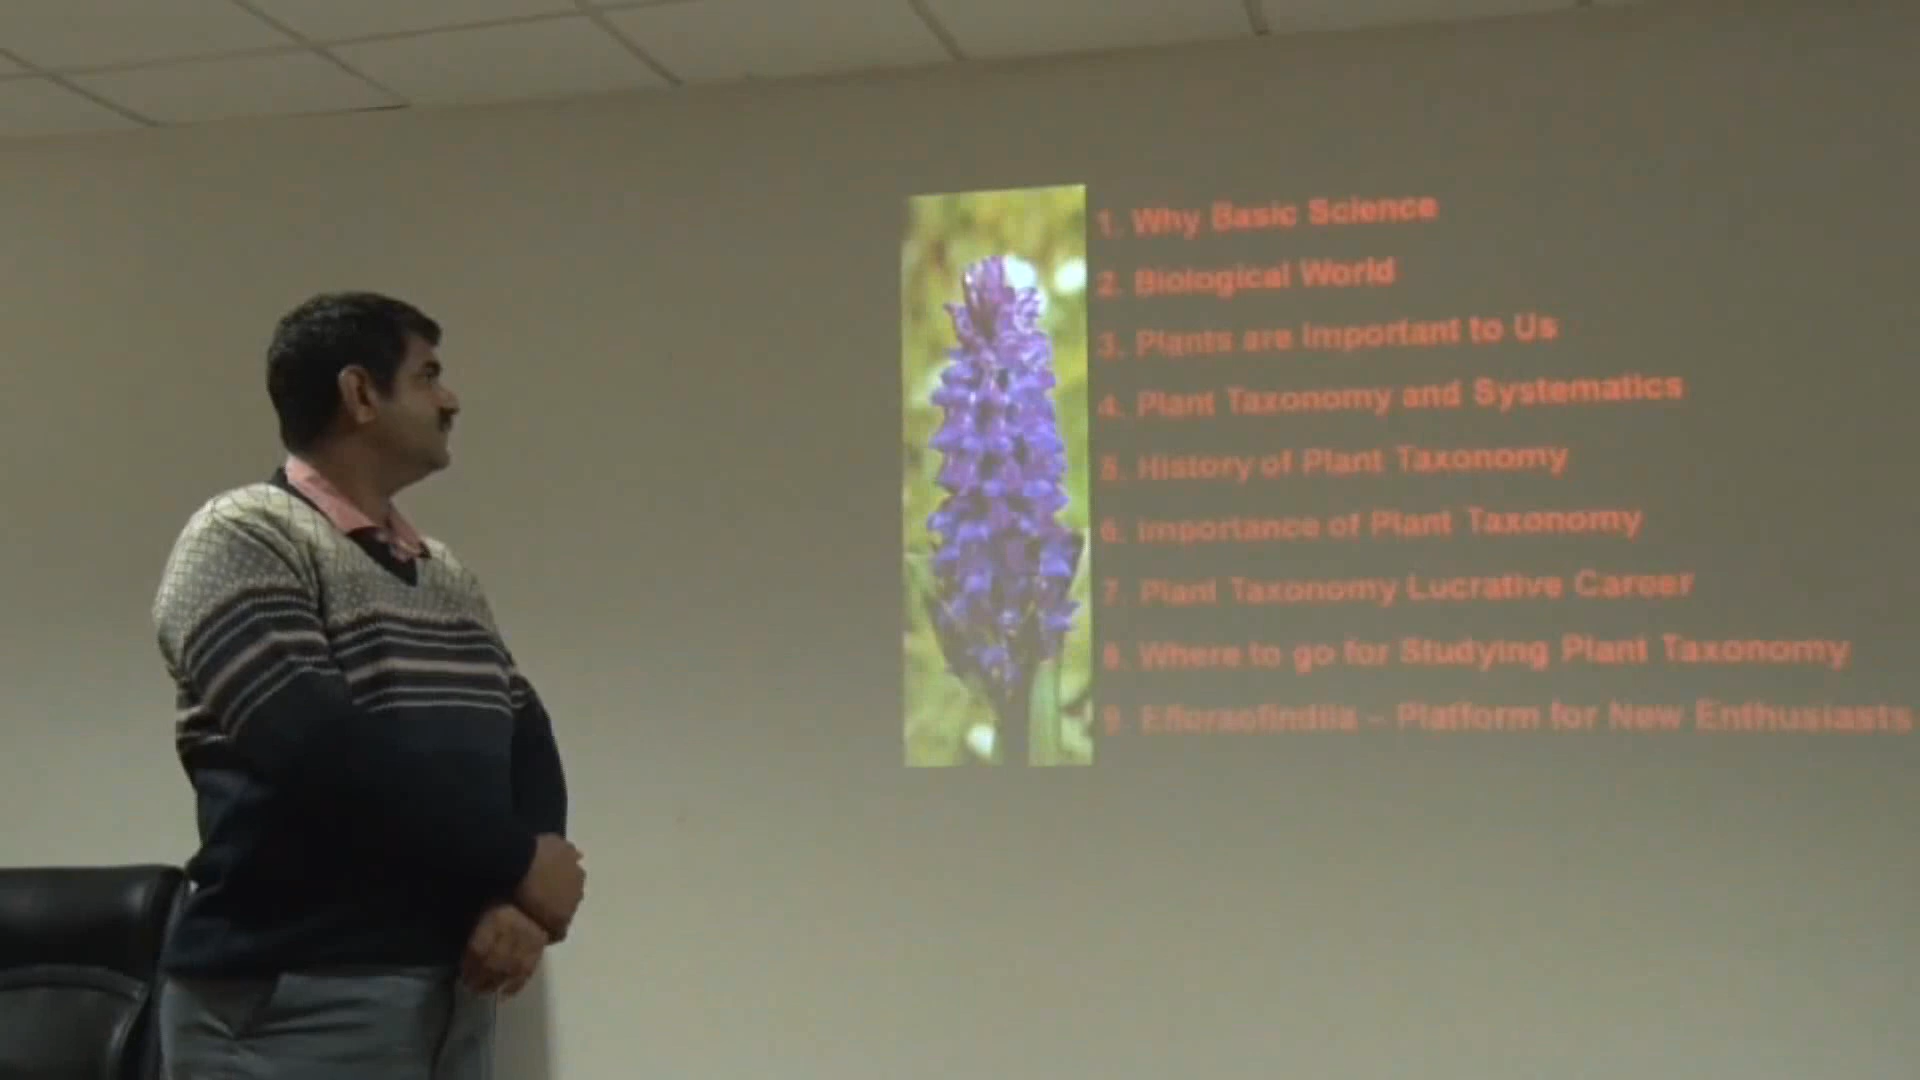 1. Why Basic Science
2. Biological World
3. Plants are Important to Us
4. Plant Taxonomy and Systematics
5. History of Plant Taxonomy
6. Importance of Plant Taxonomy
7. Plant Taxonomy Lucrative Career
8. Where to go for Studying Plant Taxonomy
9. Efloraofindiia – Platform for New Enthusiasts